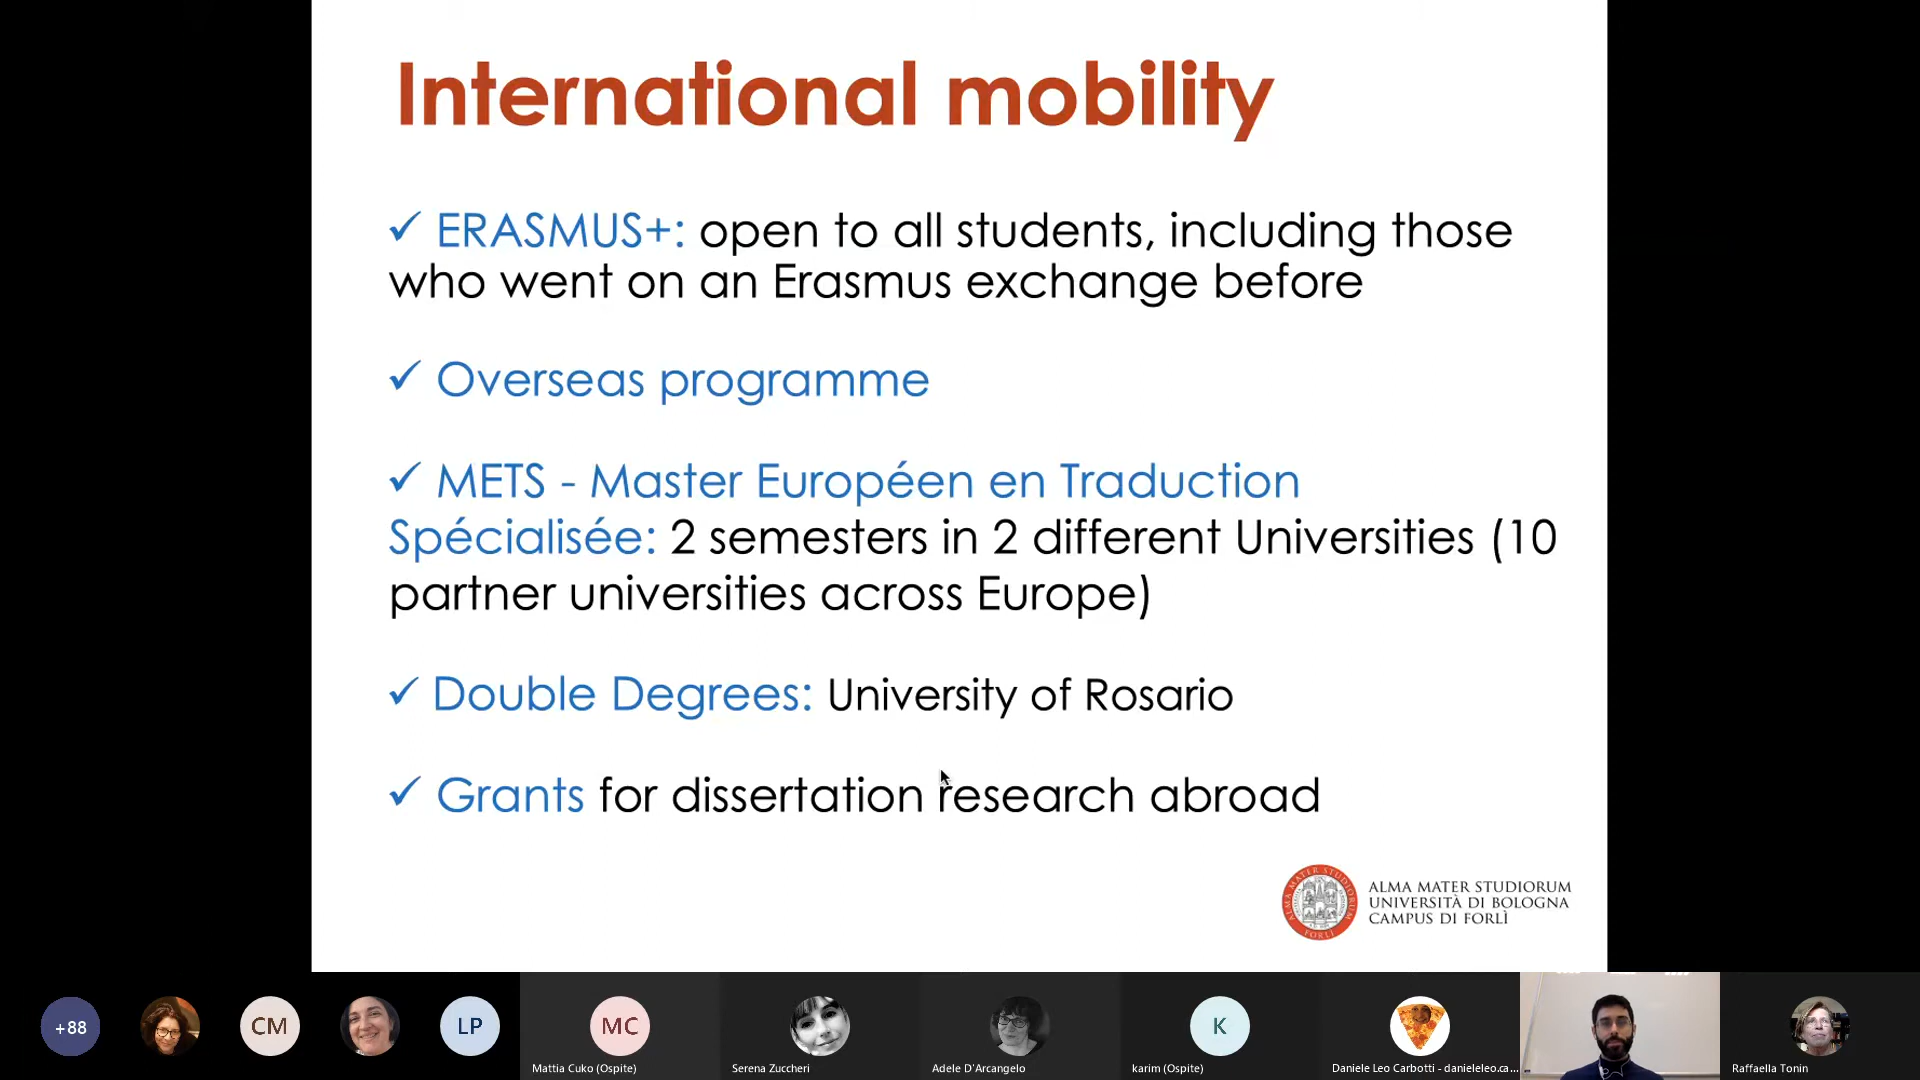 International mobility
✓ ERASMUS+: open to all students, including those
who went on an Erasmus exchange before
✓ Overseas programme
✓ METS - Master Européen en Traduction
Spécialisée: 2 semesters in 2 different Universities (10
partner universities across Europe)
✓ Double Degrees: University of Rosario
✓ Grants for dissertation research abroad
ALMA MATER STUDIORUM
UNIVERSITÀ DI BOLOGNA
CAMPUS DI FORLÌ
+88
CM
LP
MC
K
Mattia Cuko (Ospite)
Serena Zuccheri
Adele D'Arcangelo
karim (Ospite)
Daniele Leo Carbotti - danieleleo.ca...
Raffaella Tonin